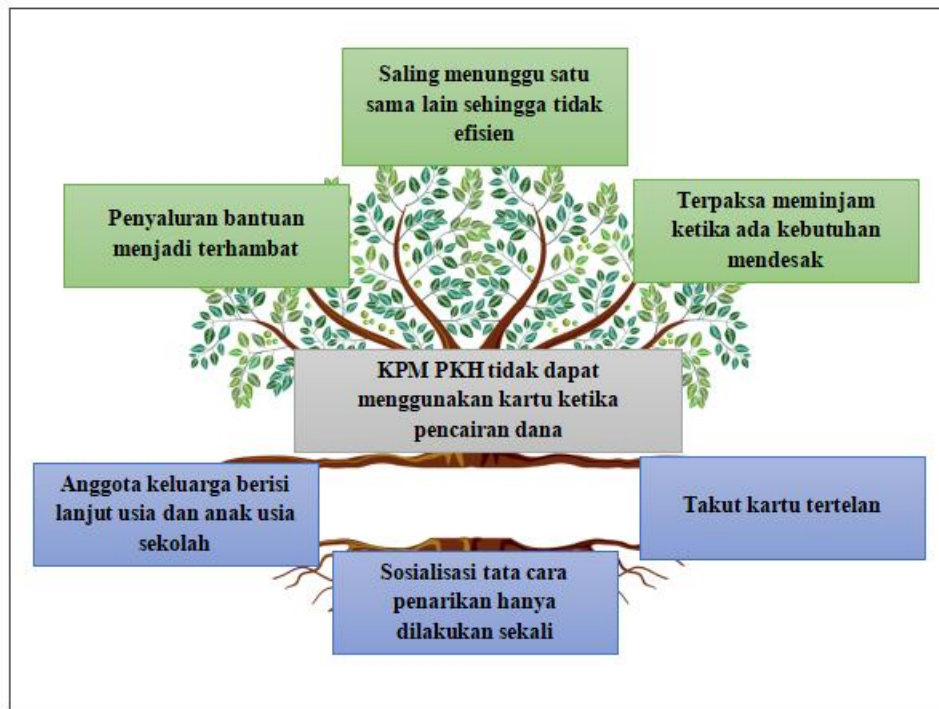 Saling menunggu satu
sama lain sehingga tidak
efisien
Penyaluran bantuan
menjadi terhambat
Terpaksa meminjam
ketika ada kebutuhan
mendesak
KPM PKH tidak dapat
menggunakan kartu ketika
pencairan dana
Anggota keluarga berisi
lanjut usia dan anak usia
sekolah
Takut kartu tertelan
Sosialisasi tata cara
penarikan hanya
dilakukan sekali